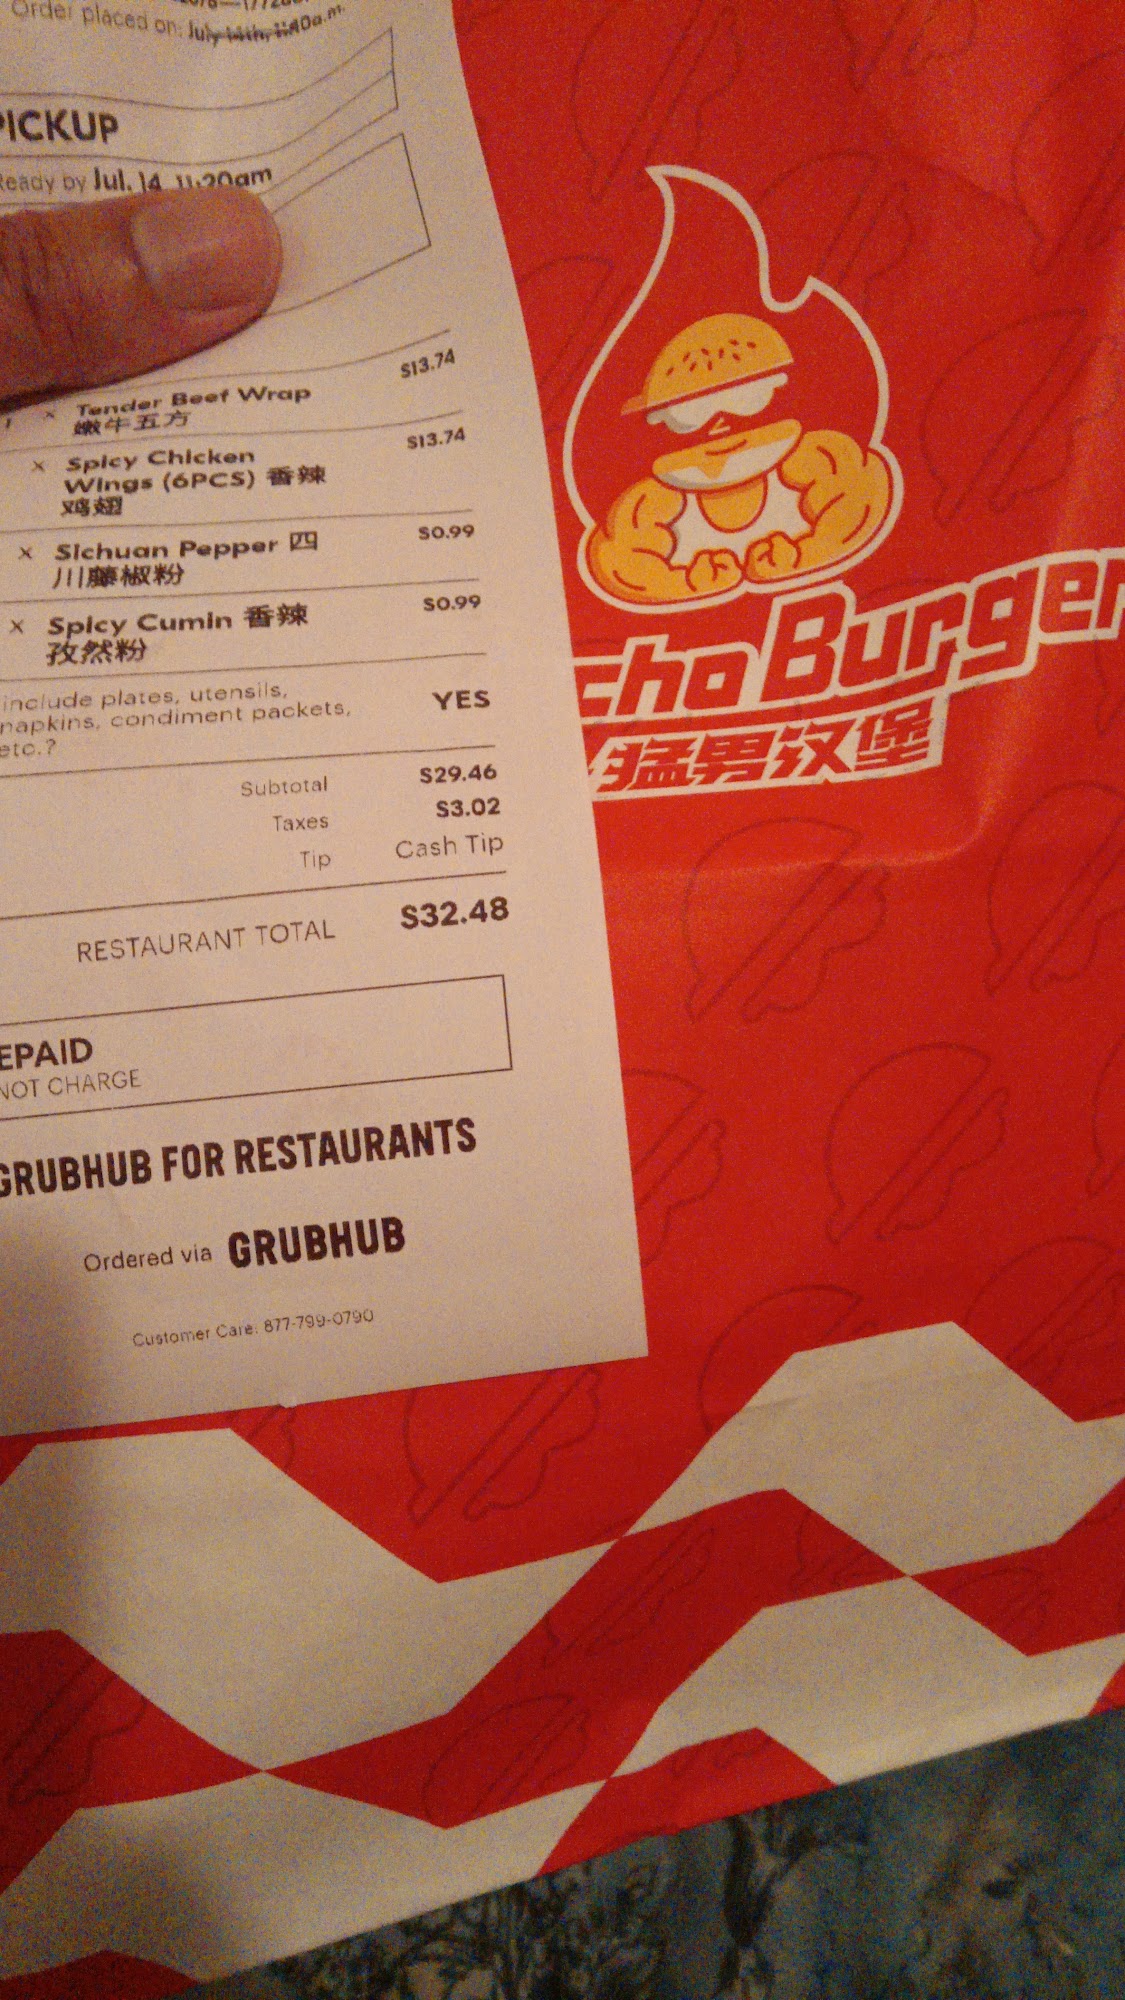 Order placed on: July 14th,
PICKUP
Ready by Jul. 14 11:20am
× Tender Beef Wrap $13.74
嫩牛五方
× Spicy Chicken $13.74
Wings (6PCS) 香辣
鸡翅
× Sichuan Pepper 四 $0.99
川藤椒粉
× Spicy Cumin 香辣 $0.99
孜然粉
include plates, utensils, YES
napkins, condiment packets,
etc.?
Subtotal $29.46
Taxes $3.02
Tip Cash Tip
RESTAURANT TOTAL $32.48
EPAID
NOT CHARGE
GRUBHUB FOR RESTAURANTS
Ordered via GRUBHUB
Customer Care: 877-799-0790
cho Burger
猛男汉堡